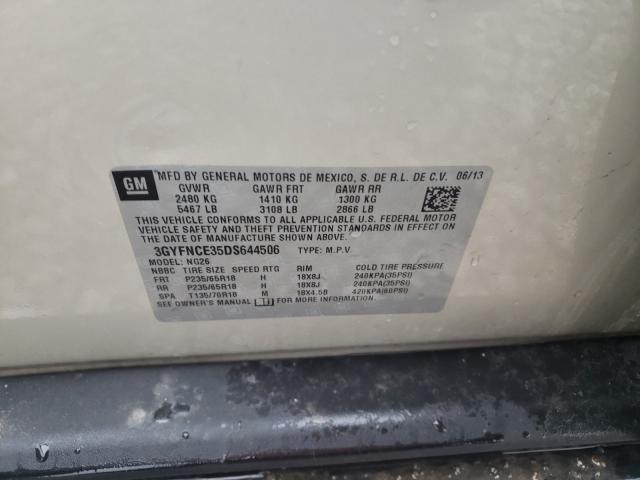 GM
MFD BY GENERAL MOTORS DE MEXICO, S. DE R.L. DE C.V. 06/13
GVWR GAWR FRT GAWR RR
2480 KG 1410 KG 1300 KG
5467 LB 3108 LB 2866 LB
THIS VEHICLE CONFORMS TO ALL APPLICABLE U.S. FEDERAL MOTOR
VEHICLE SAFETY AND THEFT PREVENTION STANDARDS IN EFFECT ON
THE DATE OF MANUFACTURE SHOWN ABOVE.
3GYFNCE35DS644506 TYPE: M.P.V.
MODEL: NG26
NBBC TIRE SIZE SPEED RTG RIM COLD TIRE PRESSURE
FRT P235/65R18 H 18X8J 240KPA(35PSI)
RR P235/65R18 H 18X8J 240KPA(35PSI)
SPA T135/70R18 M 18X4.5B 420KPA(60PSI)
SEE OWNER'S MANUAL